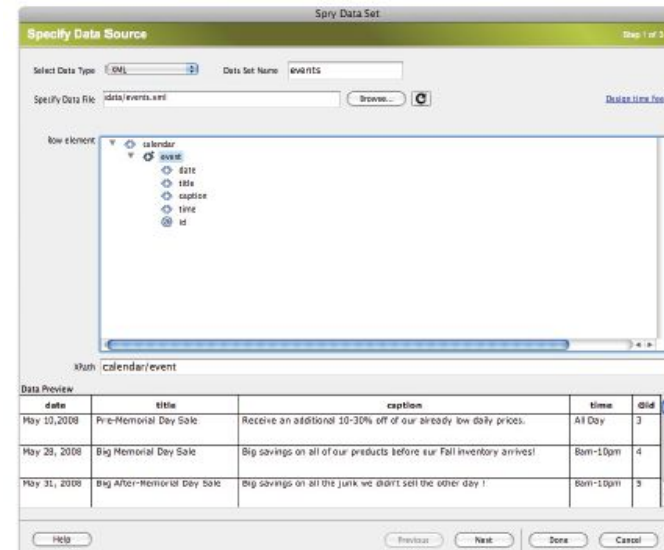 Spry Data Set
Specify Data Source
Step 1 of 3
Select Data Type
XML
Data Set Name
events
Specify Data File
data/events.xml
Browse...
Design time fee
Row element
calendar
event
date
title
caption
time
id
XPath
calendar/event
Data Preview
date title caption time @id
May 10,2008 Pre-Memorial Day Sale Receive an additional 10-30% off of our already low daily prices. All Day 3
May 28, 2008 Big Memorial Day Sale Big savings on all of our products before our Fall inventory arrives! 8am-10pm 4
May 31, 2008 Big After-Memorial Day Sale Big savings on all the junk we didn't sell the other day ! 8am-10pm 5
Help
Previous
Next
Done
Cancel